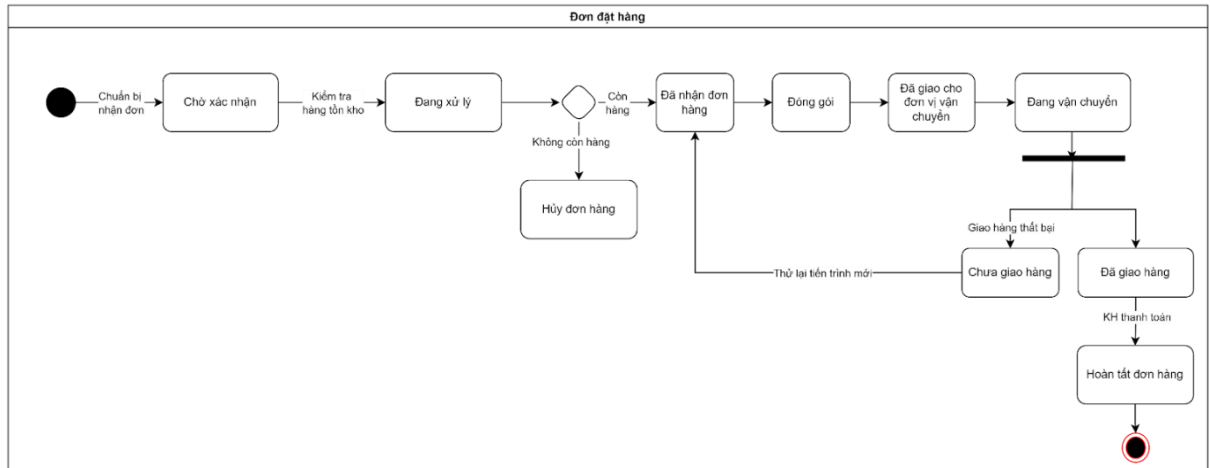 Đơn đặt hàng
Chuẩn bị
nhận đơn
Chờ xác nhận
Kiểm tra
hàng tồn kho
Đang xử lý
Còn
hàng
Đã nhận đơn
hàng
Đóng gói
Đã giao cho
đơn vị vận
chuyển
Đang vận chuyển
Không còn hàng
Hủy đơn hàng
Giao hàng thất bại
Thử lại tiến trình mới
Chưa giao hàng
Đã giao hàng
KH thanh toán
Hoàn tất đơn hàng